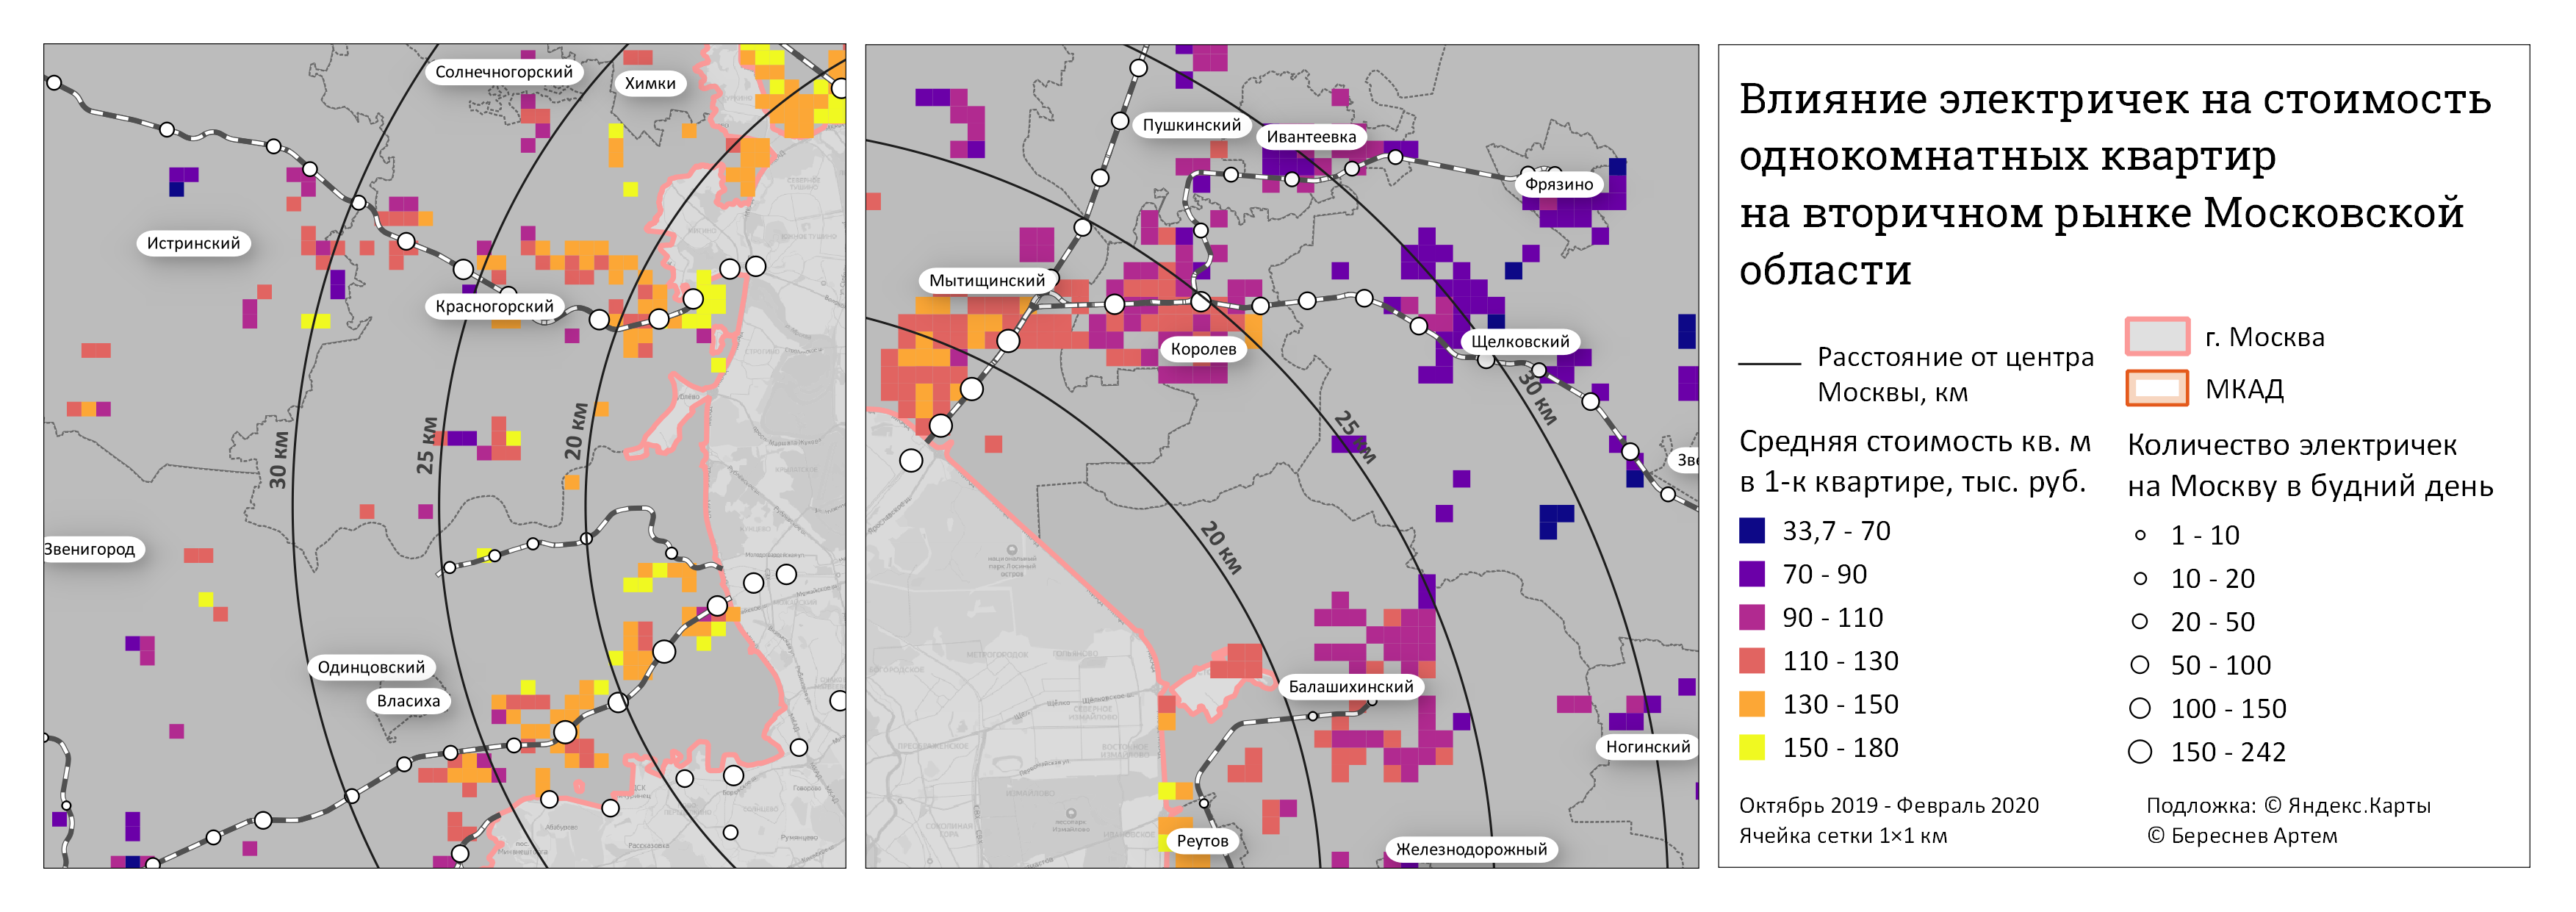 Солнечногорский
Химки
Истринский
Красногорский
30 км
25 км
20 км
Звенигород
Одинцовский
Власиха
Пушкинский
Ивантеевка
Фрязино
Мытищинский
Королев
Щелковский
30 км
25 км
Зве
20 км
Балашихинский
Ногинский
Реутов
Железнодорожный
Влияние электричек на стоимость
однокомнатных квартир
на вторичном рынке Московской
области
Расстояние от центра
Москвы, км
г. Москва
МКАД
Средняя стоимость кв. м
в 1-к квартире, тыс. руб.
33,7 - 70
70 - 90
90 - 110
110 - 130
130 - 150
150 - 180
Количество электричек
на Москву в будний день
1 - 10
10 - 20
20 - 50
50 - 100
100 - 150
150 - 242
Октябрь 2019 - Февраль 2020
Ячейка сетки 1×1 км
Подложка: © Яндекс.Карты
© Береснев Артем